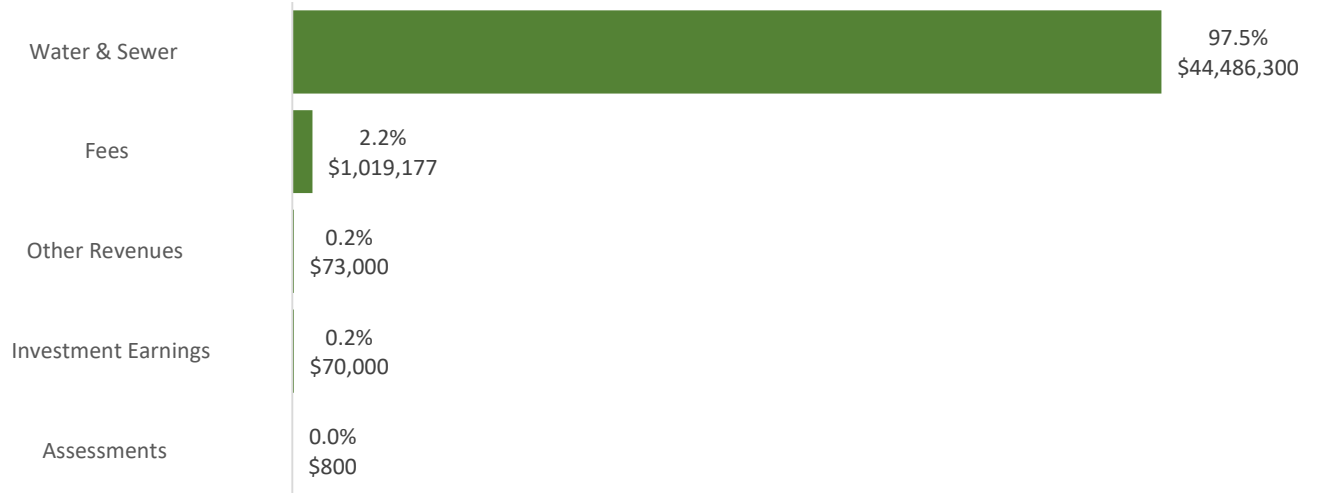 Water & Sewer
97.5%
$44,486,300
Fees
2.2%
$1,019,177
Other Revenues
0.2%
$73,000
Investment Earnings
0.2%
$70,000
Assessments
0.0%
$800